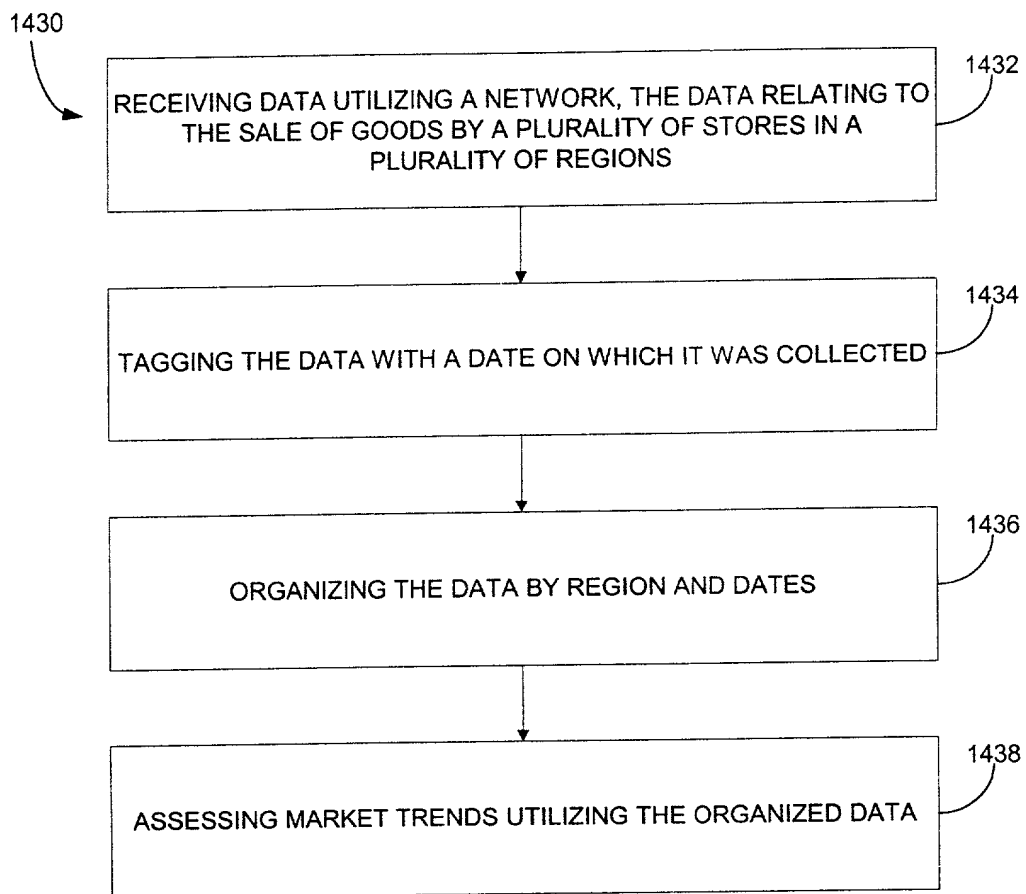 1430
1432
RECEIVING DATA UTILIZING A NETWORK, THE DATA RELATING TO
THE SALE OF GOODS BY A PLURALITY OF STORES IN A
PLURALITY OF REGIONS
1434
TAGGING THE DATA WITH A DATE ON WHICH IT WAS COLLECTED
1436
ORGANIZING THE DATA BY REGION AND DATES
1438
ASSESSING MARKET TRENDS UTILIZING THE ORGANIZED DATA